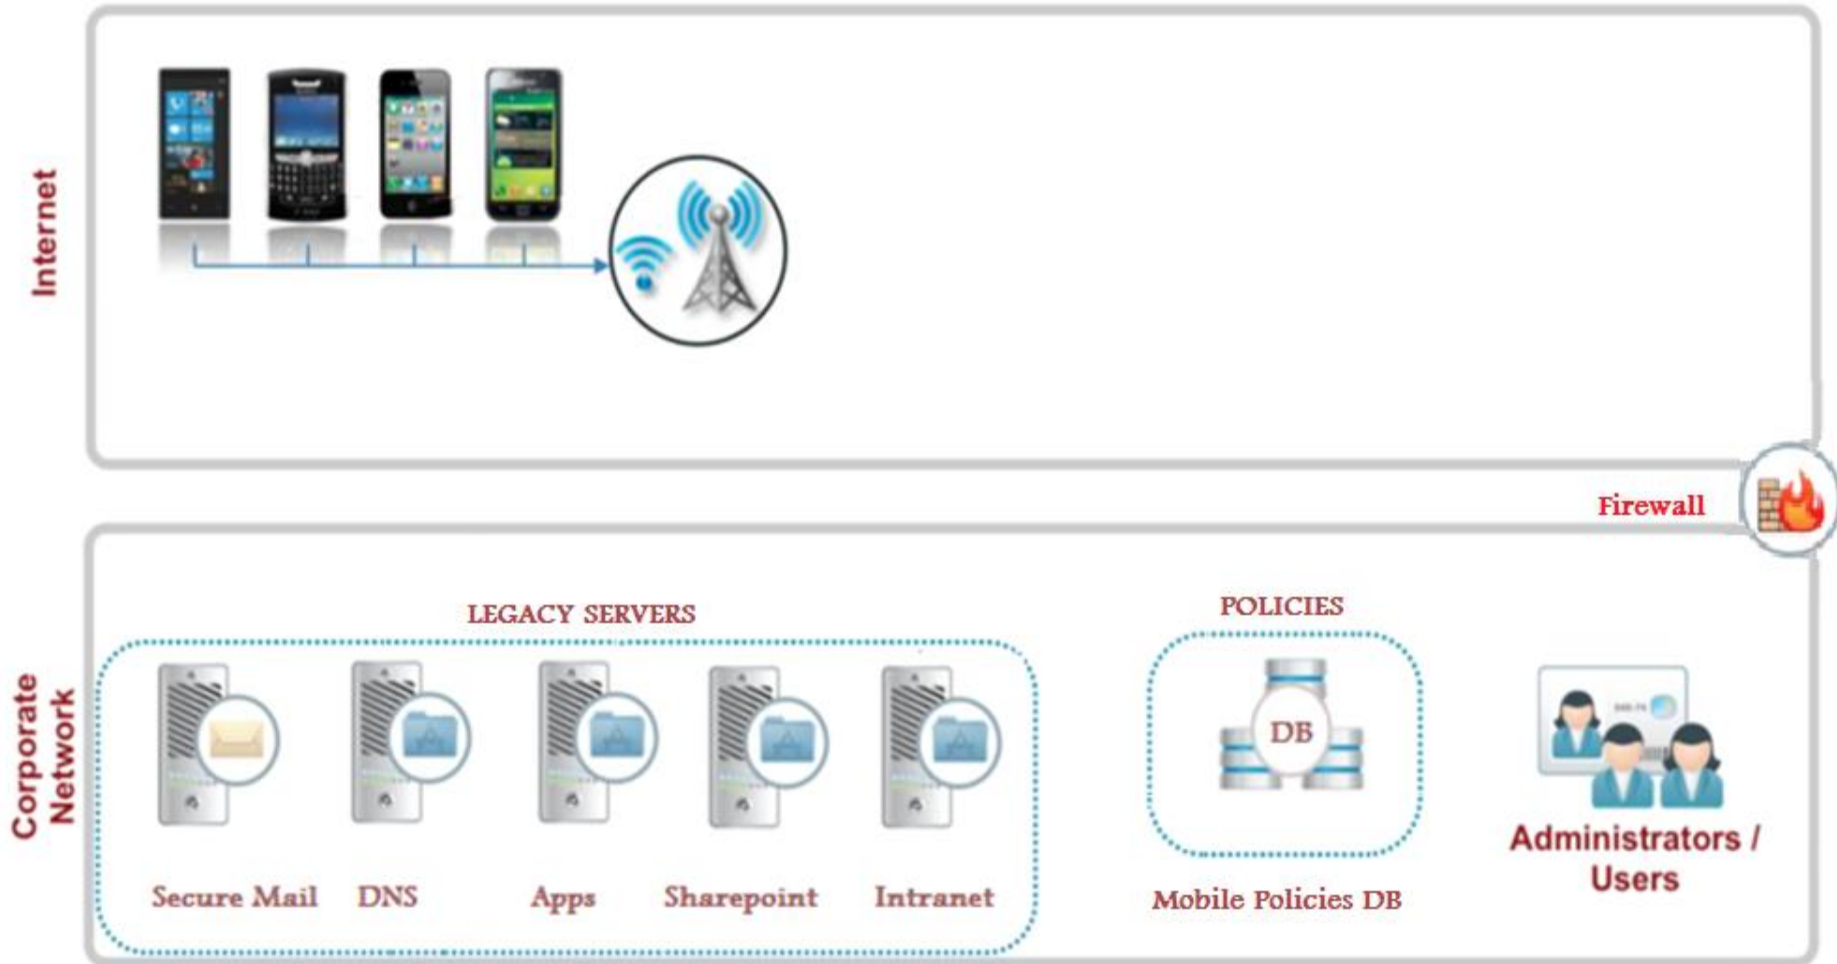 Internet
Firewall
LEGACY SERVERS
POLICIES
DB
Corporate
Network
Secure Mail
DNS
Apps
Sharepoint
Intranet
Mobile Policies DB
Administrators /
Users